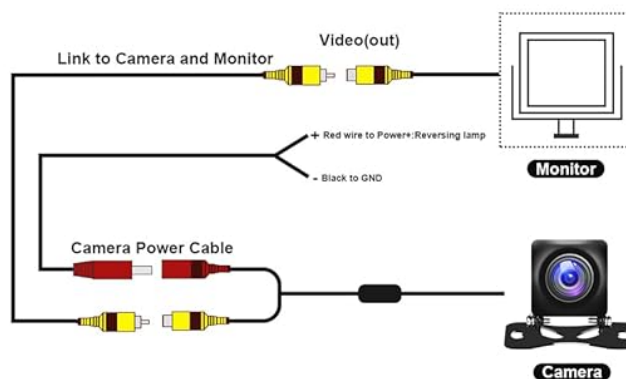 Video(out)
Link to Camera and Monitor
+ Red wire to Power+:Reversing lamp
- Black to GND
Monitor
Camera Power Cable
Camera